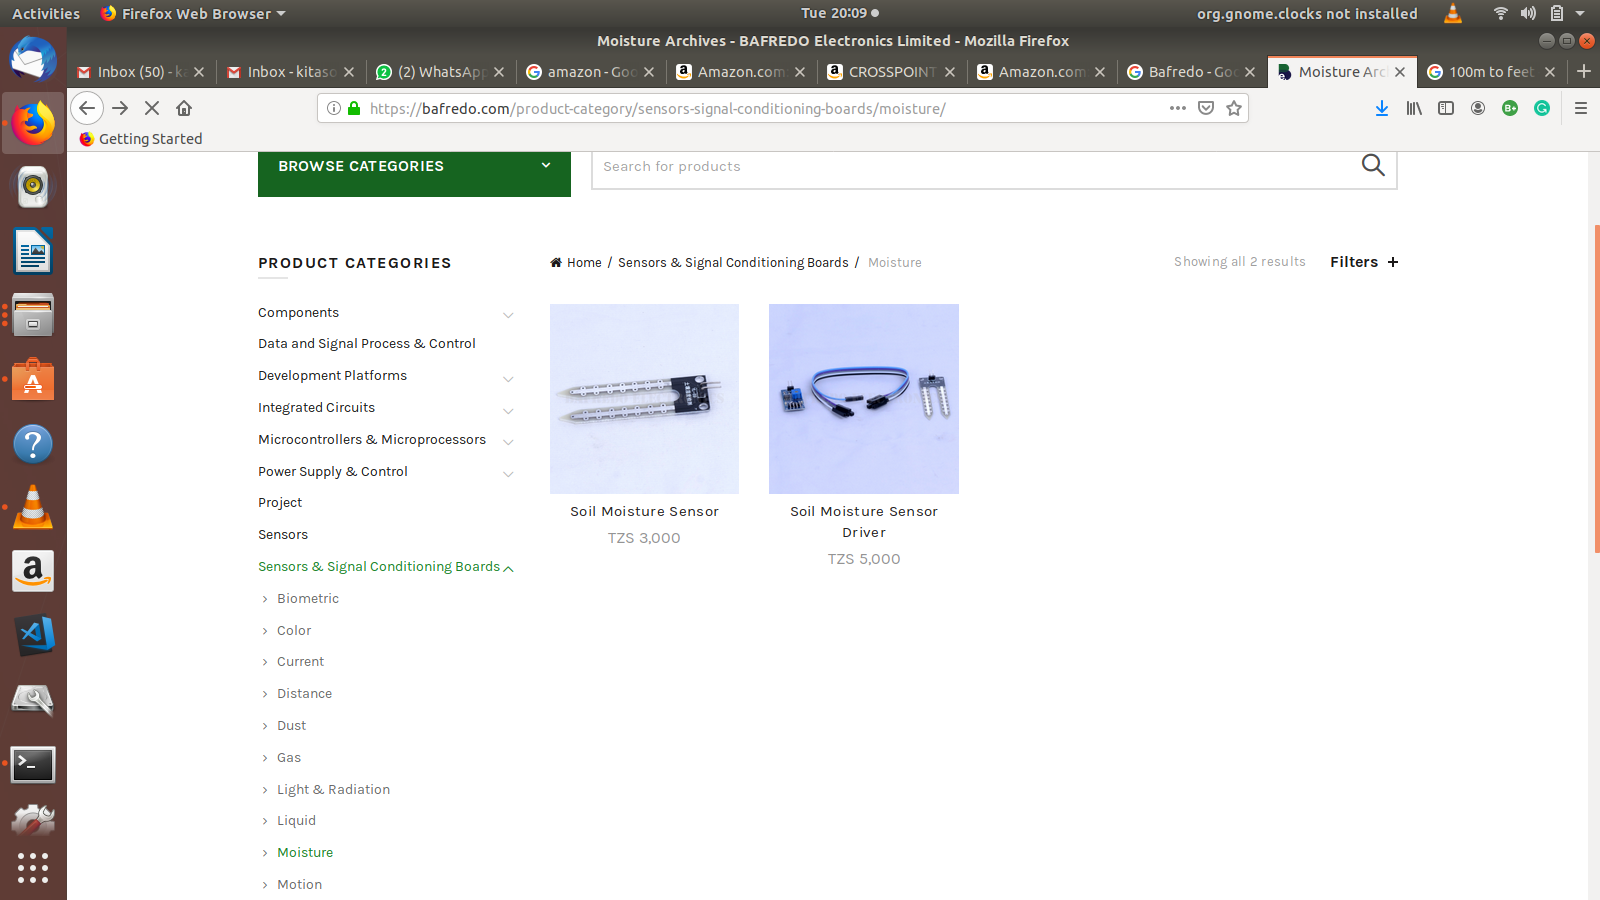 Activities
Firefox Web Browser
Tue 20:09
org.gnome.clocks not installed
Moisture Archives - BAFREDO Electronics Limited - Mozilla Firefox
Inbox (50) - ka
Inbox - kitaso
(2) WhatsApp
amazon - Goo
Amazon.com
CROSSPOINT
Amazon.com
Bafredo - Goo
Moisture Arc
100m to feet
https://bafredo.com/product-category/sensors-signal-conditioning-boards/moisture/
Getting Started
BROWSE CATEGORIES
Search for products
PRODUCT CATEGORIES
Home / Sensors & Signal Conditioning Boards / Moisture
Showing all 2 results
Filters +
Components
Data and Signal Process & Control
Development Platforms
Integrated Circuits
Microcontrollers & Microprocessors
Power Supply & Control
Project
Sensors
Sensors & Signal Conditioning Boards
Biometric
Color
Current
Distance
Dust
Gas
Light & Radiation
Liquid
Moisture
Motion
Soil Moisture Sensor
TZS 3,000
Soil Moisture Sensor
Driver
TZS 5,000